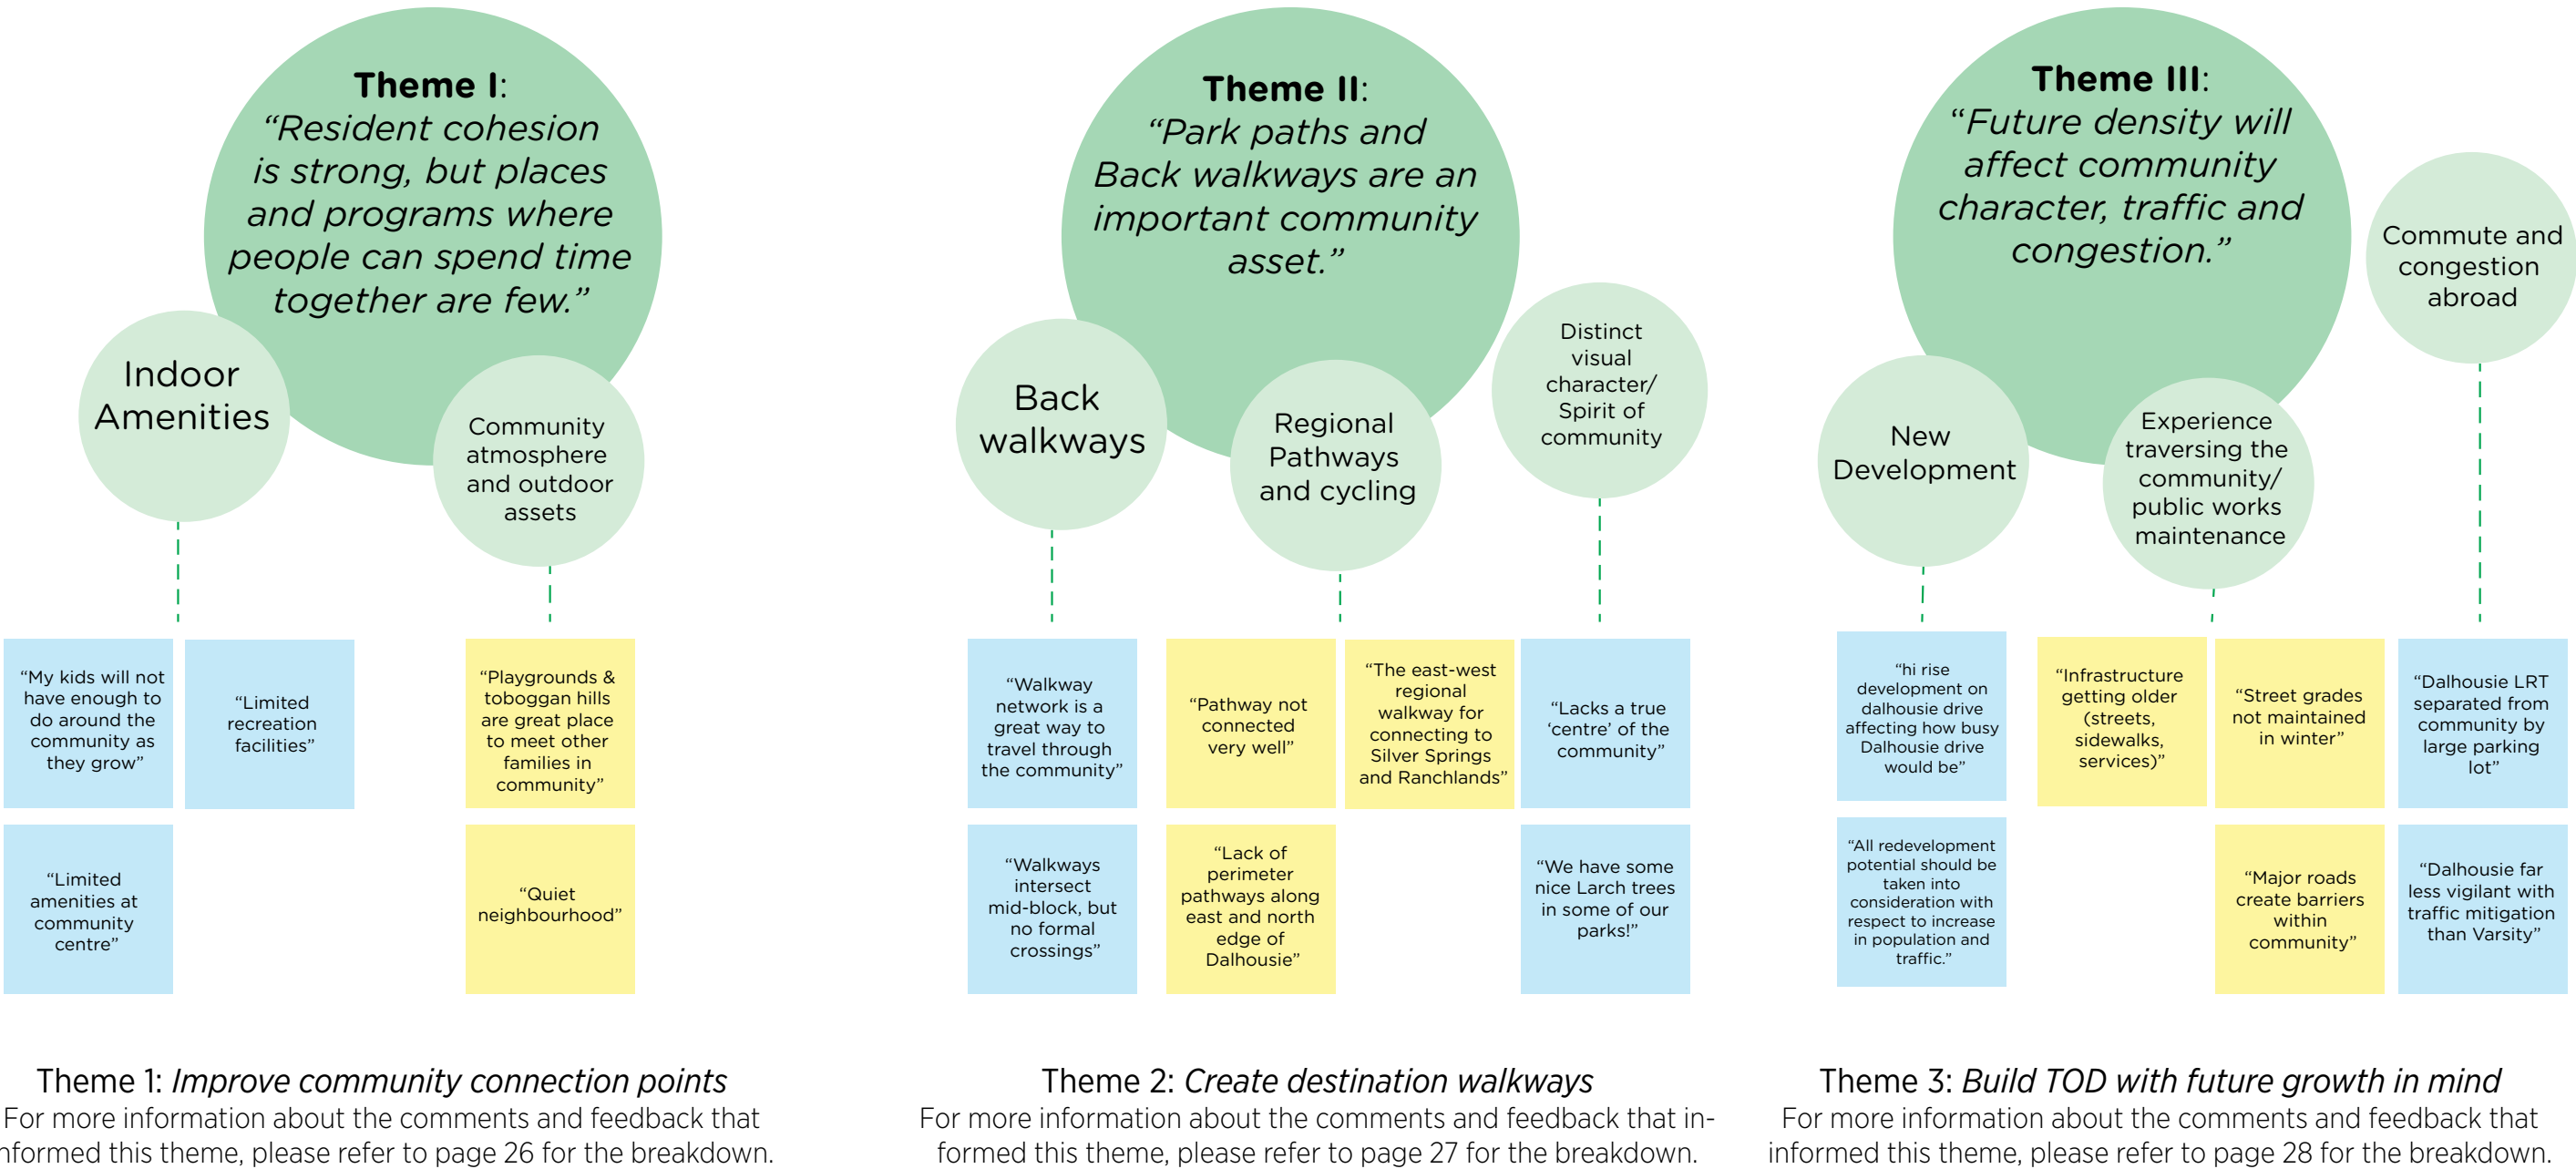 Theme I:
“Resident cohesion
is strong, but places
and programs where
people can spend time
together are few.”
Indoor
Amenities
Community
atmosphere
and outdoor
assets
“My kids will not
have enough to
do around the
community as
they grow”
“Limited
recreation
facilities”
“Playgrounds &
toboggan hills
are great place
to meet other
families in
community”
“Limited
amenities at
community
centre”
“Quiet
neighbourhood”
Theme 1: Improve community connection points
For more information about the comments and feedback that
nformed this theme, please refer to page 26 for the breakdown.
Theme II:
“Park paths and
Back walkways are an
important community
asset.”
Back
walkways
Regional
Pathways
and cycling
Distinct
visual
character/
Spirit of
community
“Walkway
network is a
great way to
travel through
the community”
“Pathway not
connected
very well”
“The east-west
regional
walkway for
connecting to
Silver Springs
and Ranchlands”
“Lacks a true
‘centre’ of the
community”
“Walkways
intersect
mid-block, but
no formal
crossings”
“Lack of
perimeter
pathways along
east and north
edge of
Dalhousie”
“We have some
nice Larch trees
in some of our
parks!”
Theme 2: Create destination walkways
For more information about the comments and feedback that in-
formed this theme, please refer to page 27 for the breakdown.
Theme III:
“Future density will
affect community
character, traffic and
congestion.”
New
Development
Experience
traversing the
community/
public works
maintenance
Commute and
congestion
abroad
“hi rise
development on
dalhousie drive
affecting how busy
Dalhousie drive
would be”
“Infrastructure
getting older
(streets,
sidewalks,
services)”
“Street grades
not maintained
in winter”
“Dalhousie LRT
separated from
community by
large parking
lot”
“All redevelopment
potential should be
taken into
consideration with
respect to increase
in population and
traffic.”
“Major roads
create barriers
within
community”
“Dalhousie far
less vigilant with
traffic mitigation
than Varsity”
Theme 3: Build TOD with future growth in mind
For more information about the comments and feedback that
informed this theme, please refer to page 28 for the breakdown.